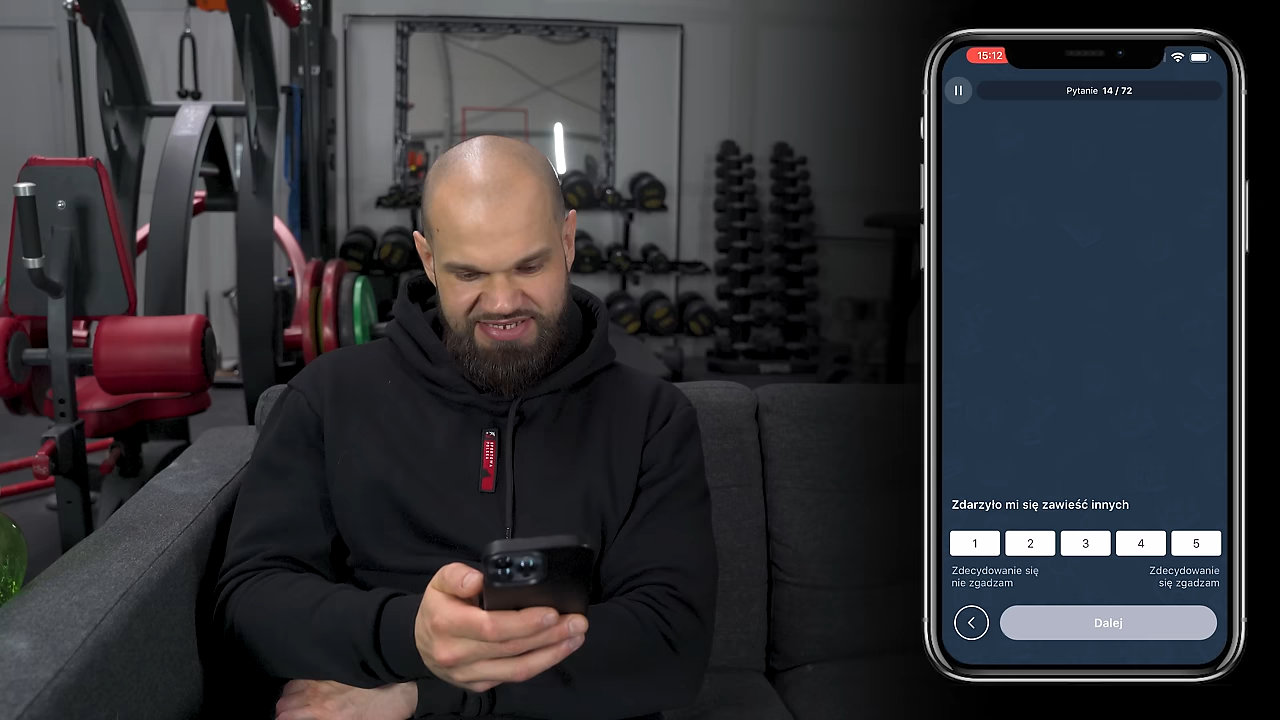 15:12
Pytanie 14 / 72
Zdarzyło mi się zawieść innych
1 2 3 4 5
Zdecydowanie się
nie zgadzam
Zdecydowanie
się zgadzam
Dalej